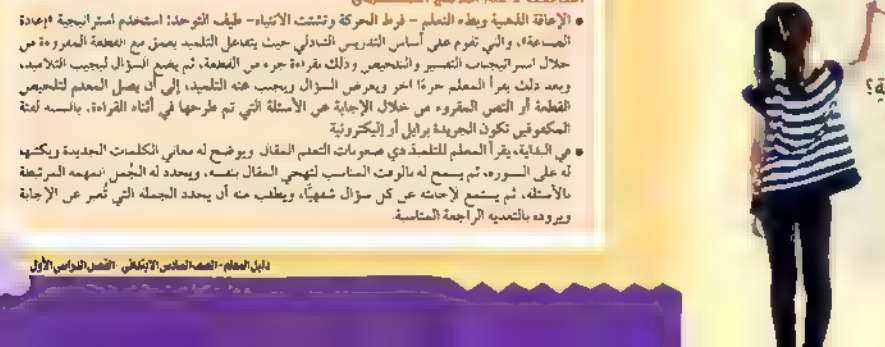 • الإعاقة الذهنية وبطء التعلم – فرط الحركة وتشتت الانتباه – طيف التوحد: استخدم استراتيجية «إعادة
الصياغة»، والتي تقوم على أساس التدريس التبادلي حيث يتفاعل التلميذ بعمق مع القطعة المقروءة من
خلال استراتيجيات التفسير والتلخيص وذلك بقراءة جزء من القطعة، ثم يضع السؤال ليجيب التلاميذ،
وبعد ذلك يقرأ المعلم جزءًا آخر ويعرض السؤال ويجيب عنه التلميذ، إلى أن يصل المعلم لتلخيص
القطعة أو النص المقروء من خلال الإجابة عن الأسئلة التي تم طرحها في أثناء القراءة. بالنسبة لفئة
المكفوفين تكون الجريدة برايل أو إليكترونية
• في البداية، يقرأ المعلم للتلميذ ذي صعوبات التعلم المقال ويوضح له معاني الكلمات الجديدة ويكتبها
له على السبورة، ثم يسمح له بالوقت المناسب لتهجي المقال بنفسه، ويحدد له الجُمل المهمة المرتبطة
بالأسئلة، ثم يستمع لإجابته عن كل سؤال شفهيًّا، ويطلب منه أن يحدد الجملة التي تُعبر عن الإجابة
ويزوده بالتغذية الراجعة المناسبة.
دليل المعلم - الصف السادس الابتدائي - الفصل الدراسي الأول